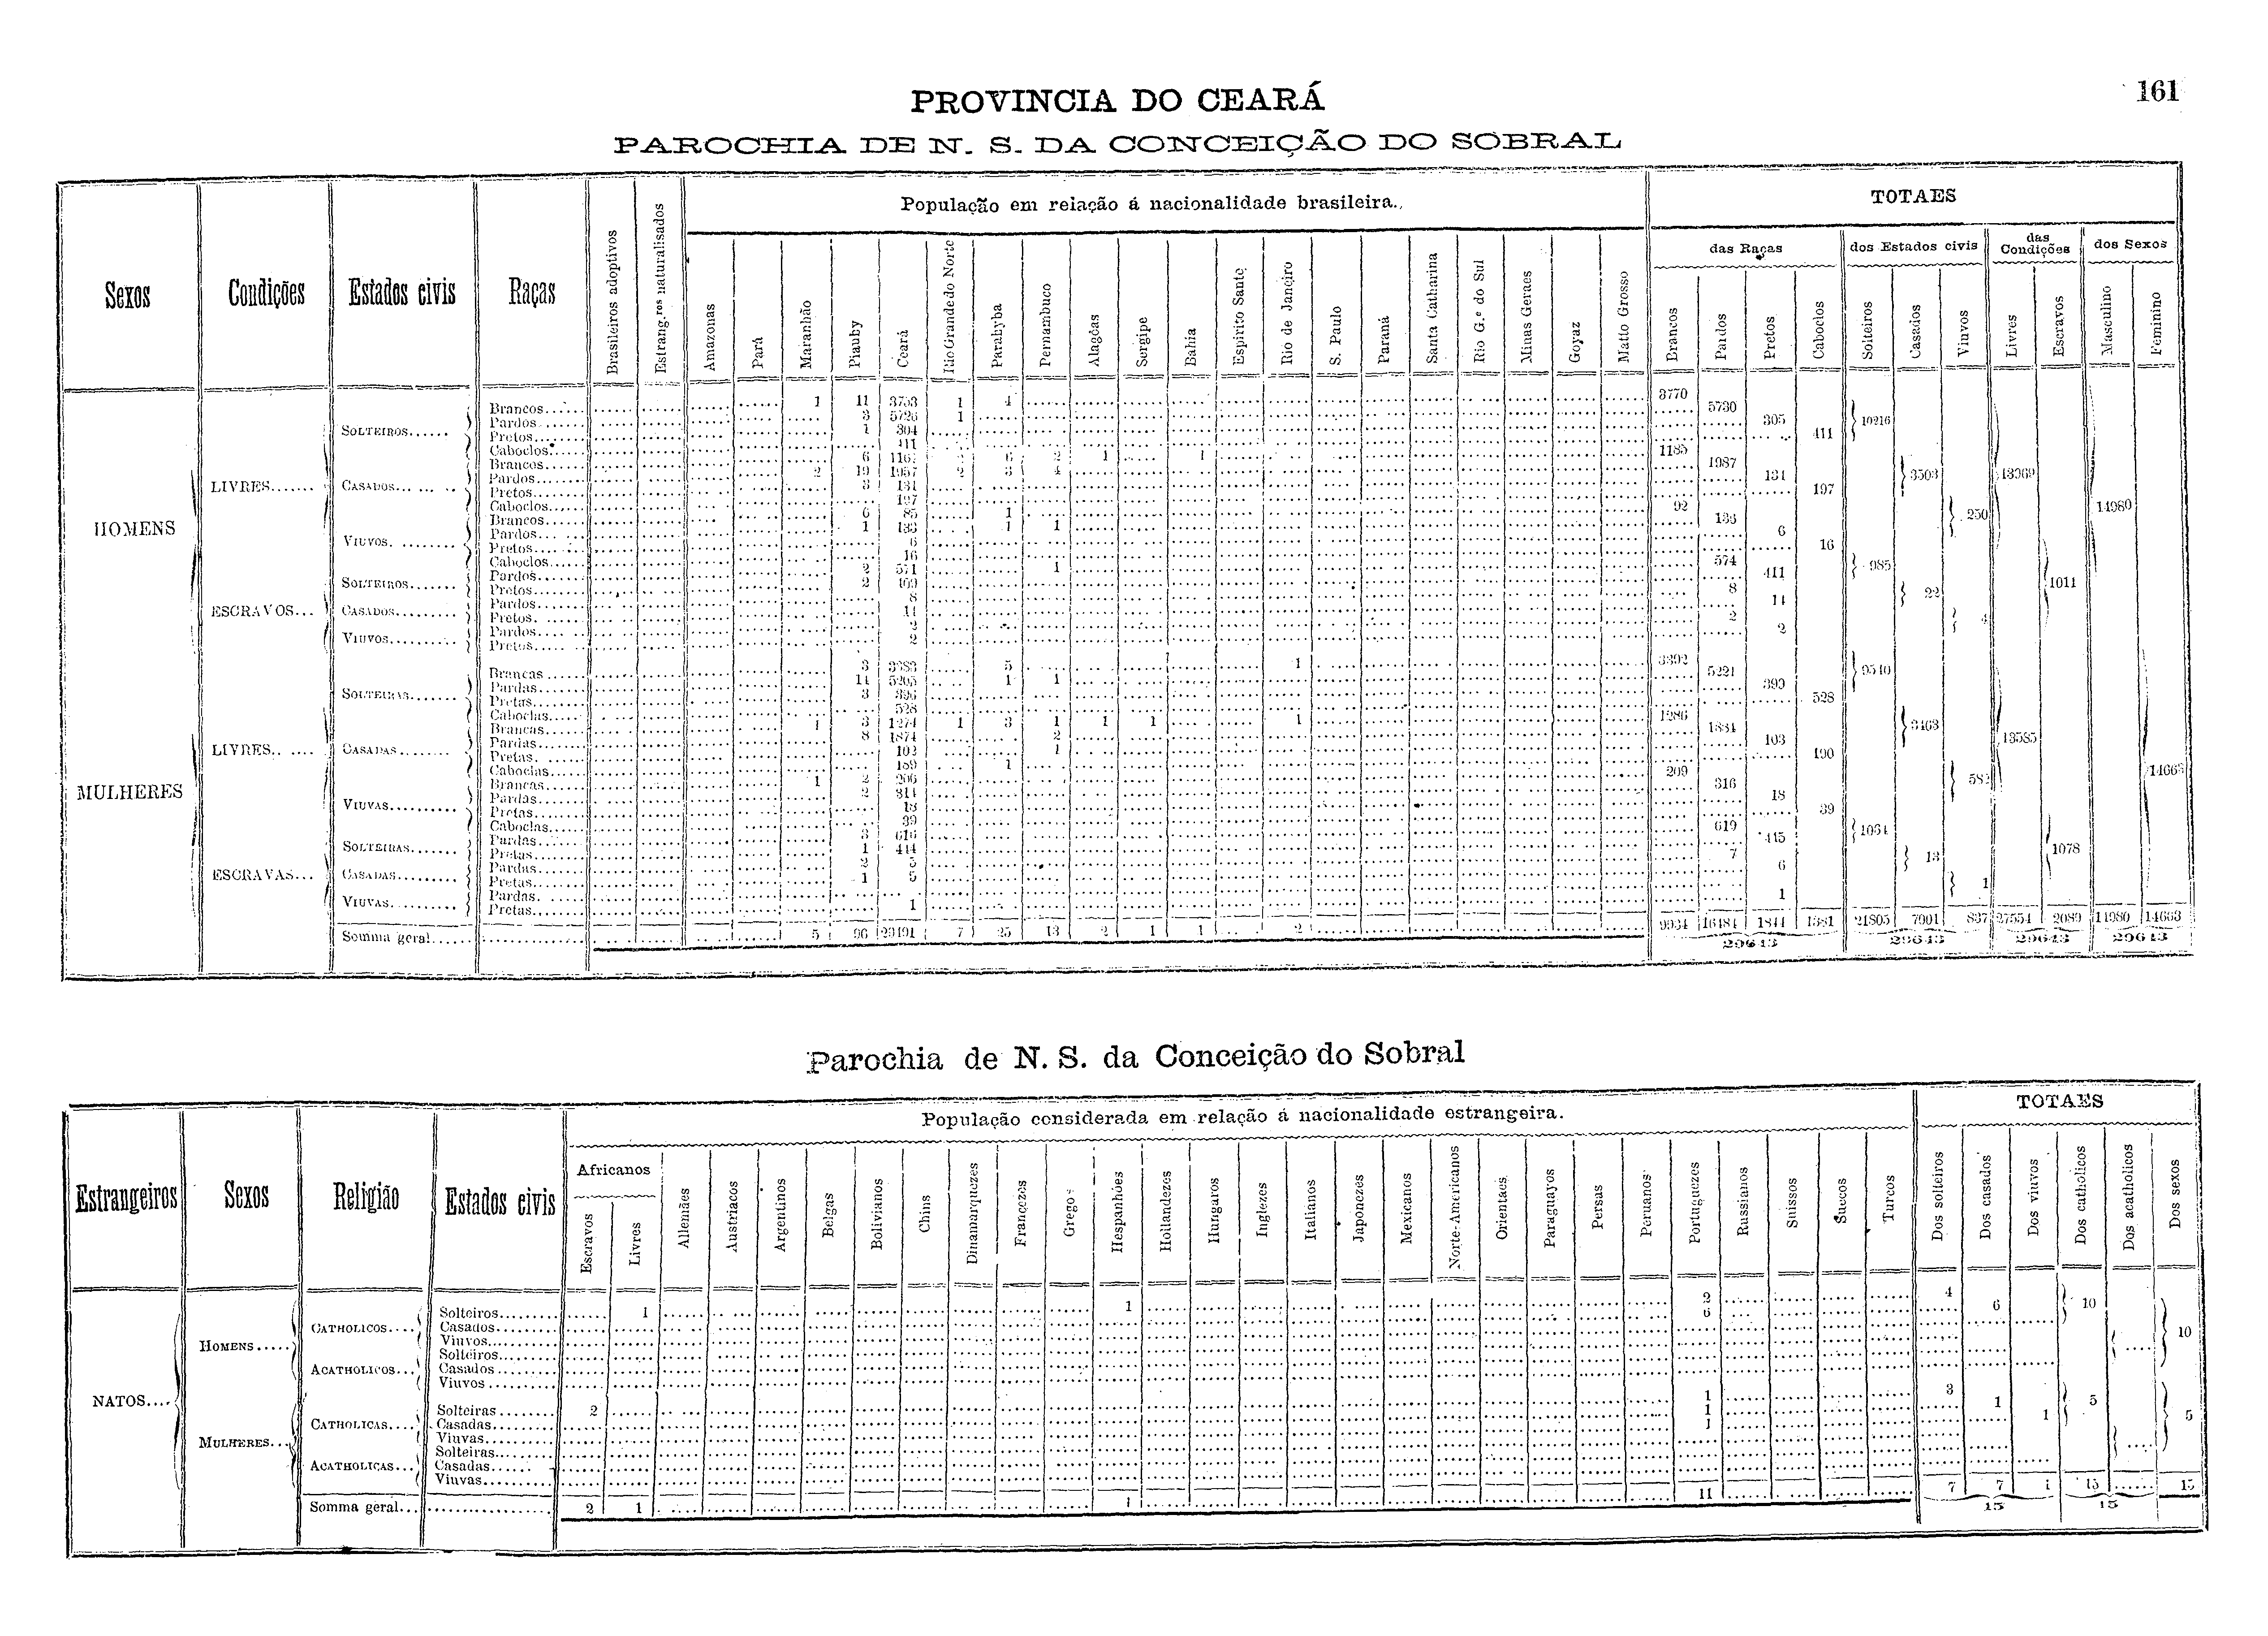 161
PROVINCIA DO CEARÁ
PAROCHIA DE N. S. DA CONCEIÇÃO DO SOBRAL
Sexos Condições Estados civis Raças Brasileiros adoptivos Estrang.ros naturalisados
População em relação á nacionalidade brasileira.
Amazonas Pará Maranhão Piauhy Ceará Rio Grande do Norte Parahyba Pernambuco Alagôas Sergipe Bahia Espirito Santo Rio de Janeiro S. Paulo Paraná Santa Catharina Rio G.e do Sul Minas Geraes Goyaz Mato Grosso
TOTAES
das Raças dos Estados civis das Condições dos Sexos
Brancos Pardos Pretos Caboclos Solteiros Casados Viuvos Livres Escravos Masculino Feminino
HOMENS
LIVRES
SOLTEIROS
Brancos 1 11 3753 1 4 3770
Pardos 3 5726 1 5730
Pretos 1 304 305
Caboclos 411 411
10216
CASADOS
Brancos 6 6 2 1 1 1185
Pardos 2 19 1957 2 3 4 1987
Pretos 3 131
Caboclos 197 197
3503
VIUVOS
Brancos 6 85 1 92
Pardos 1 133 1 1
Pretos 6 6
Caboclos 16 16
250
13969
ESCRAVOS
SOLTEIROS
Pardos 2 571 1 574
Pretos 2 409 411
985
CASADOS
Pardos 8 8
Pretos 14 14
22
VIUVOS
Pardos 2 2
Pretos 2 2
4
1011
14980
MULHERES
LIVRES
SOLTEIRAS
Brancas 3 3383 5 1 3392
Pardas 1 1 5221
Pretas 3 396 399
Caboclas 528 528
9540
CASADAS
Brancas 1 3 1274 1 3 1 1 1 1 1286
Pardas 8 1874 2 1884
Pretas 102 1 103
Caboclas 189 1 190
3463
VIUVAS
Brancas 1 2 206 209
Pardas 2 314 316
Pretas 18 18
Caboclas 39 39
582
13585
ESCRAVAS
SOLTEIRAS
Pardas 3 616 619
Pretas 1 414 415
1064
CASADAS
Pardas 2 5 7
Pretas 1 5 6
13
VIUVAS
Pardas
Pretas 1 1
1
1078
14663
Somma geral 5 96 29491 7 25 13 2 1 1 2 9934 16484 1844 1381 21805 7001 837 27554 2089 14980 14663
29643 29643 29643 29643
Parochia de N. S. da Conceição do Sobral
Estrangeiros Sexos Religião Estados civis
População considerada em relação á nacionalidade estrangeira.
Africanos
Escravos Livres Allemães Austriacos Argentinos Belgas Bolivianos Chins Dinamarquezes Francezes Gregos Hespanhóes Hollandezes Hungaros Inglezes Italianos Japonezes Mexicanos Norte-Americanos Orientaes Paraguayos Persas Peruanos Portuguezes Russianos Suissos Suecos Turcos
TOTAES
Dos solteiros Dos casados Dos viuvos Dos catholicos Dos acatholicos Dos sexos
NATOS
HOMENS
CATHOLICOS
Solteiros 1 1 2 4
Casados 6 6
Viuvos
10
ACATHOLICOS
Solteiros
Casados
Viuvos
10
MULHERES
CATHOLICAS
Solteiras 2 1 3
Casadas 1 1
Viuvas 1 1
5
ACATHOLICAS
Solteiras
Casadas
Viuvas
5
Somma geral 2 1 1 11 7 7 1 15 15
15 15